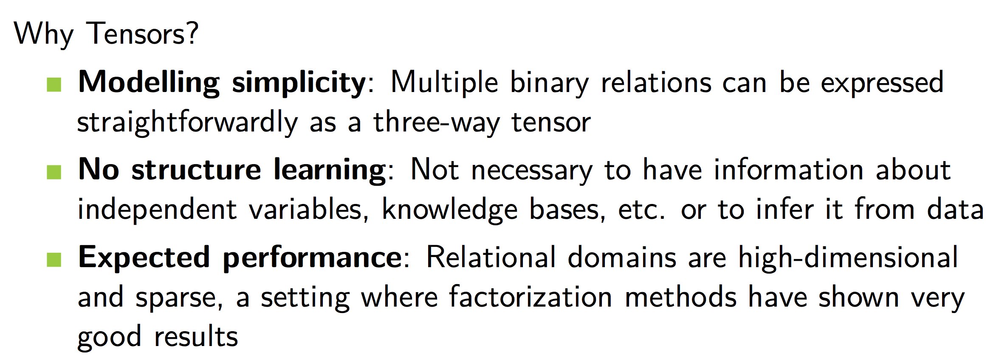 Why Tensors?
Modelling simplicity: Multiple binary relations can be expressed
straightforwardly as a three-way tensor
No structure learning: Not necessary to have information about
independent variables, knowledge bases, etc. or to infer it from data
Expected performance: Relational domains are high-dimensional
and sparse, a setting where factorization methods have shown very
good results